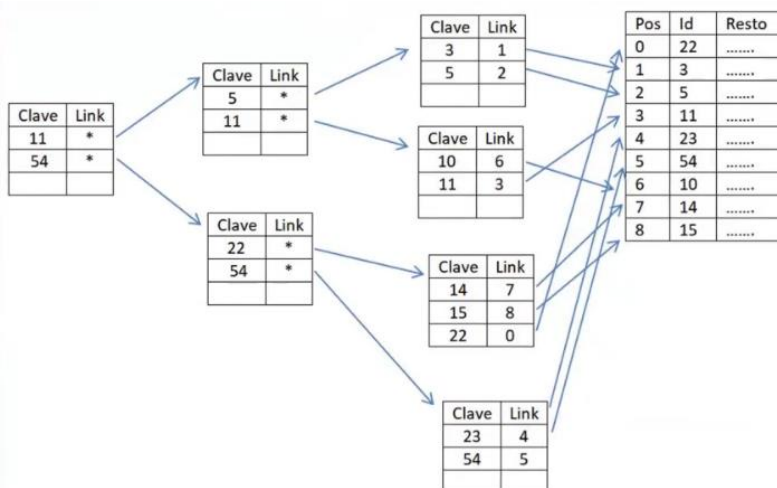 Clave Link
11 *
54 *
Clave Link
5 *
11 *
Clave Link
22 *
54 *
Clave Link
3 1
5 2
Clave Link
10 6
11 3
Clave Link
14 7
15 8
22 0
Clave Link
23 4
54 5
Pos Id Resto
0 22 .......
1 3 .......
2 5 .......
3 11 .......
4 23 .......
5 54 .......
6 10 .......
7 14 .......
8 15 .......